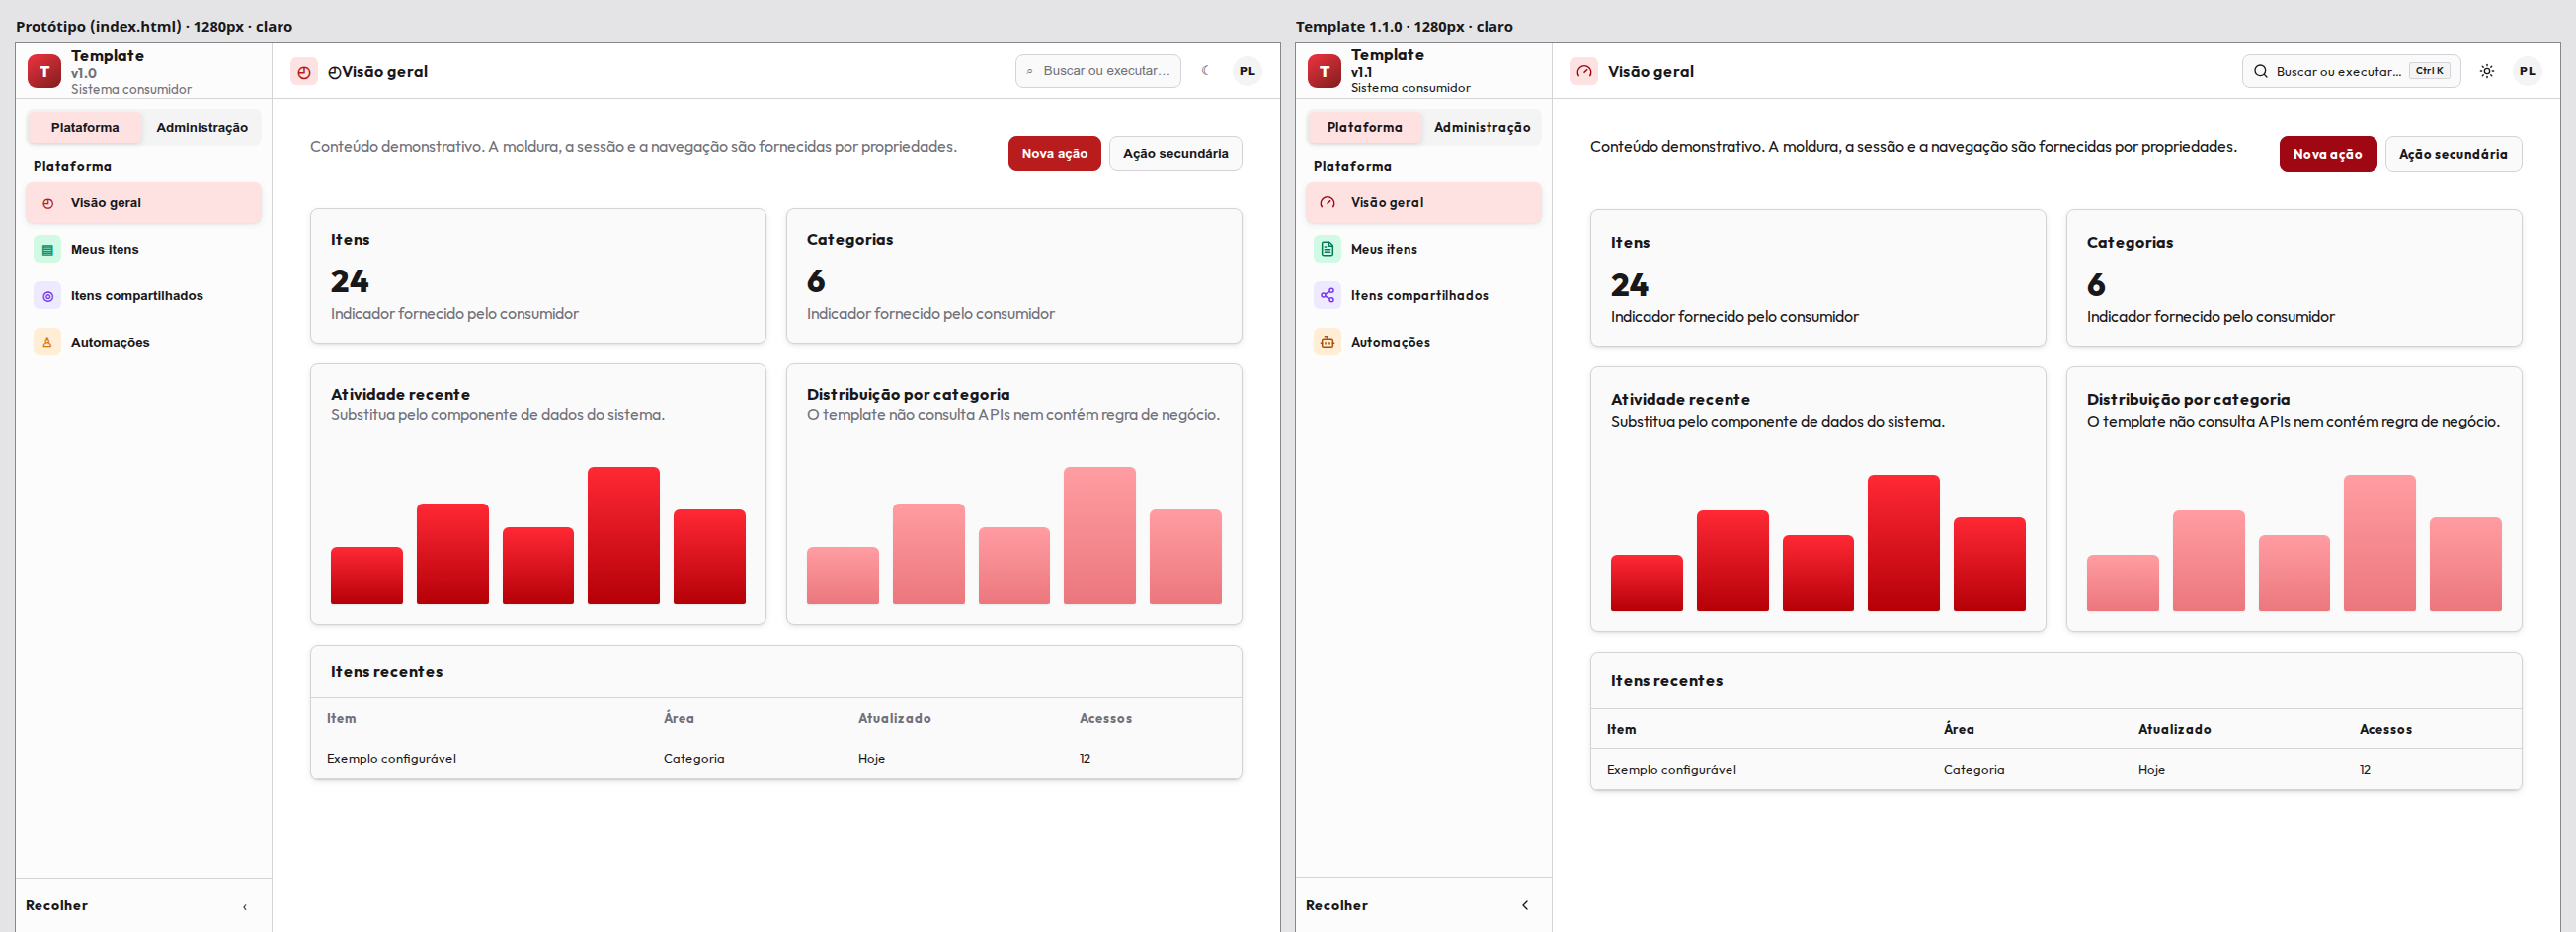 Protótipo (index.html) · 1280px · claro
T
Template
v1.0
Sistema consumidor
Visão geral
Buscar ou executar...
PL
Plataforma
Administração
Plataforma
Visão geral
Meus itens
Itens compartilhados
Automações
Conteúdo demonstrativo. A moldura, a sessão e a navegação são fornecidas por propriedades.
Nova ação
Ação secundária
Itens
24
Indicador fornecido pelo consumidor
Categorias
6
Indicador fornecido pelo consumidor
Atividade recente
Substitua pelo componente de dados do sistema.
Distribuição por categoria
O template não consulta APIs nem contém regra de negócio.
Itens recentes
Item Área Atualizado Acessos
Exemplo configurável Categoria Hoje 12
Recolher
Template 1.1.0 · 1280px · claro
T
Template
v1.1
Sistema consumidor
Visão geral
Buscar ou executar...
Ctrl K
PL
Plataforma
Administração
Plataforma
Visão geral
Meus itens
Itens compartilhados
Automações
Conteúdo demonstrativo. A moldura, a sessão e a navegação são fornecidas por propriedades.
Nova ação
Ação secundária
Itens
24
Indicador fornecido pelo consumidor
Categorias
6
Indicador fornecido pelo consumidor
Atividade recente
Substitua pelo componente de dados do sistema.
Distribuição por categoria
O template não consulta APIs nem contém regra de negócio.
Itens recentes
Item Área Atualizado Acessos
Exemplo configurável Categoria Hoje 12
Recolher